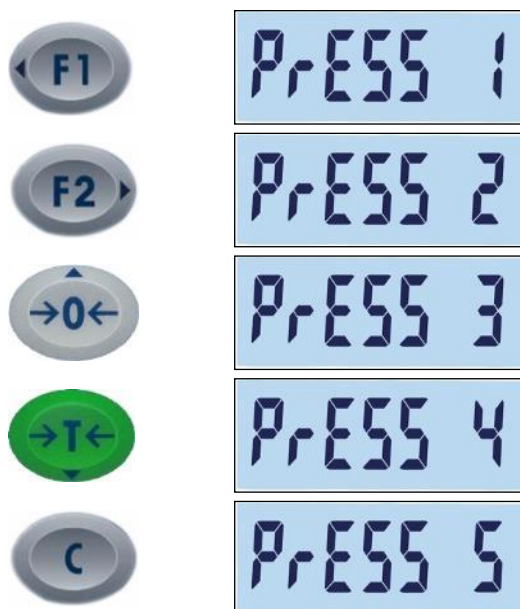 F1 PrESS 1
F2 PrESS 2
→0← PrESS 3
→T← PrESS 4
C PrESS 5